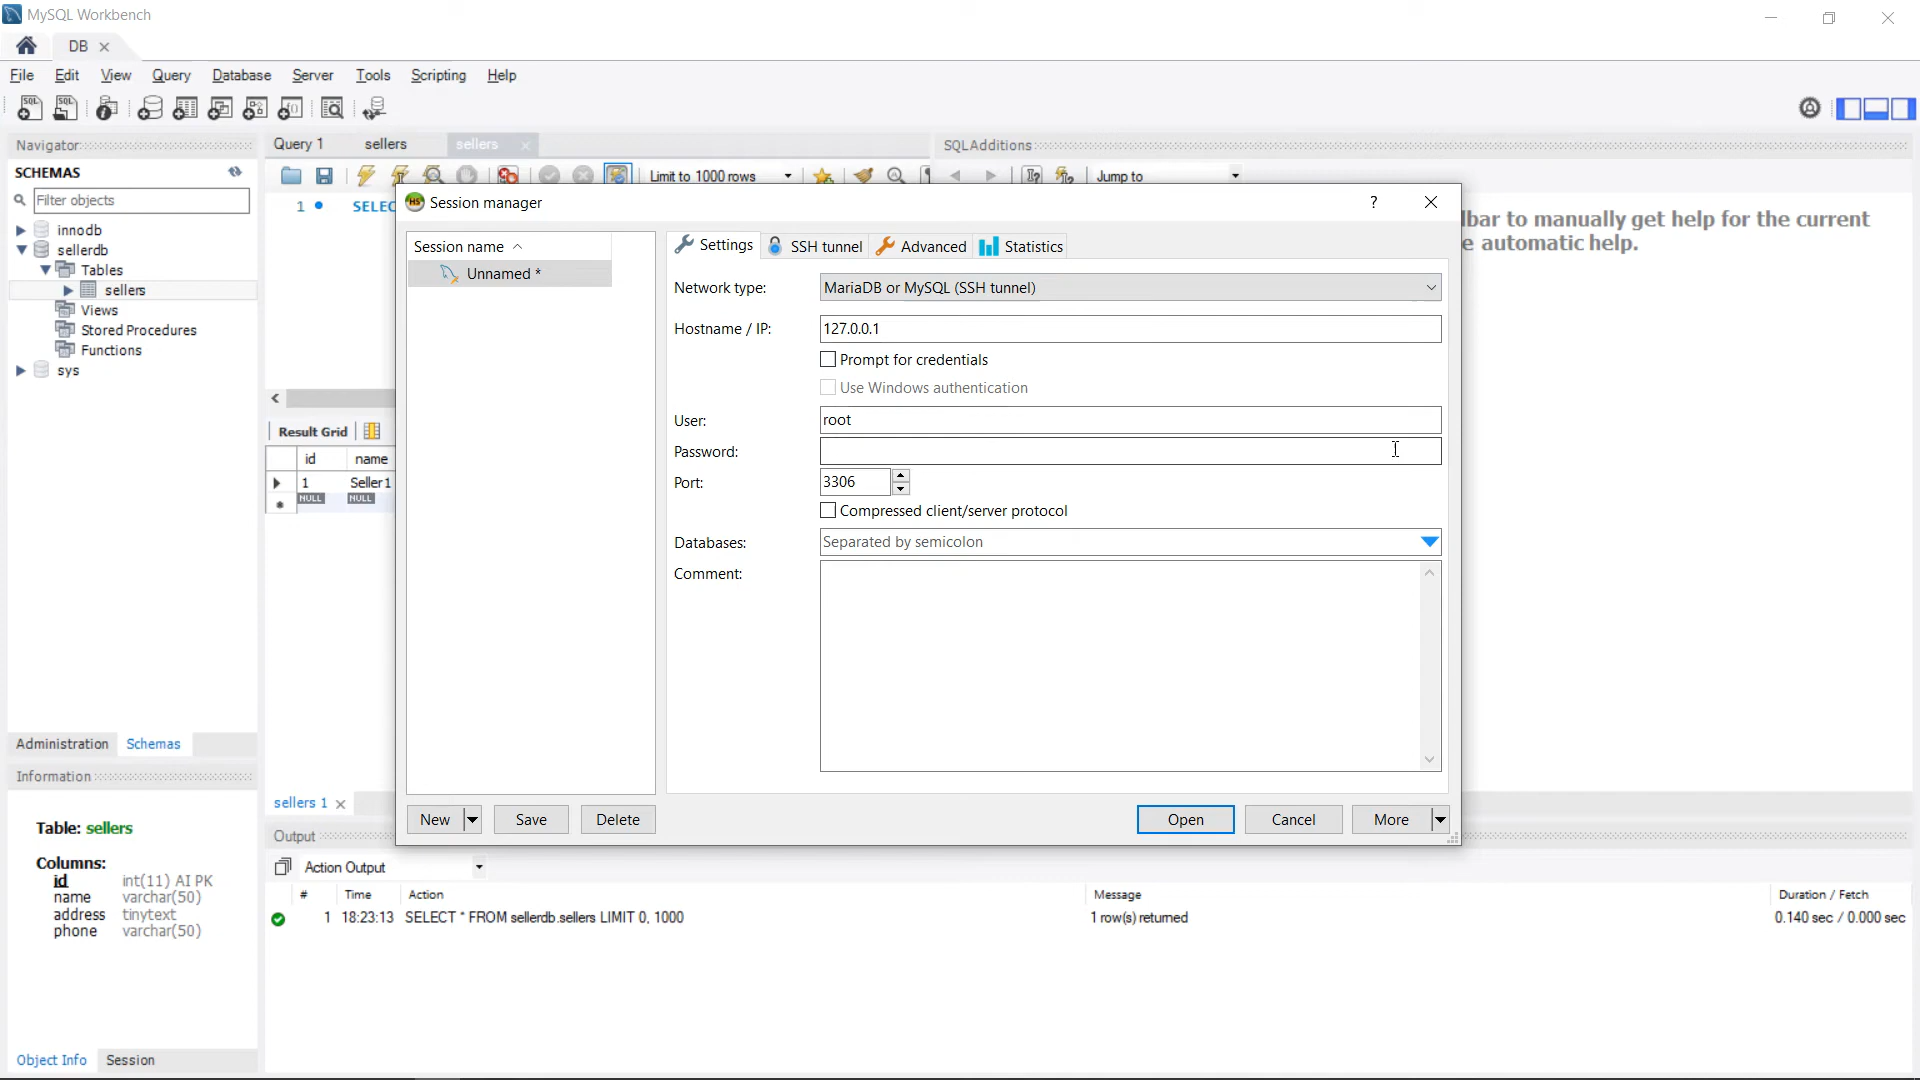 MySQL Workbench
DB
File Edit View Query Database Server Tools Scripting Help
Navigator
SCHEMAS
Filter objects
innodb
sellerdb
Tables
sellers
Views
Stored Procedures
Functions
sys
Administration Schemas
Information
Table: sellers
Columns:
id int(11) AI PK
name varchar(50)
address tinytext
phone varchar(50)
Object Info Session
Query 1 sellers sellers
Limit to 1000 rows
1 SELEC
Result Grid
id name
1 Seller1
NULL NULL
sellers 1
SQLAdditions
Jump to
lbar to manually get help for the current
e automatic help.
Session manager
?
Session name
Unnamed *
Settings SSH tunnel Advanced Statistics
Network type: MariaDB or MySQL (SSH tunnel)
Hostname / IP: 127.0.0.1
Prompt for credentials
Use Windows authentication
User: root
Password:
Port: 3306
Compressed client/server protocol
Databases: Separated by semicolon
Comment:
New Save Delete Open Cancel More
Output
Action Output
# Time Action Message Duration / Fetch
1 18:23:13 SELECT * FROM sellerdb.sellers LIMIT 0, 1000 1 row(s) returned 0.140 sec / 0.000 sec